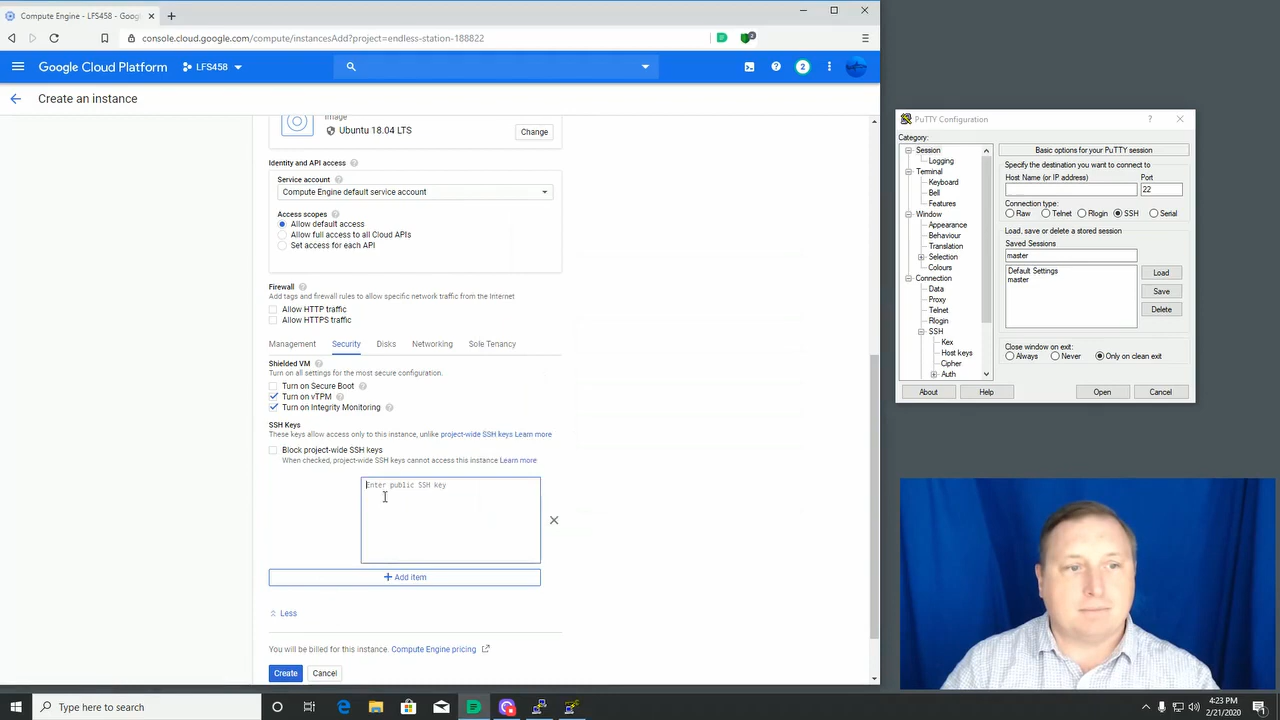 Compute Engine - LFS458 - Goog
console.cloud.google.com/compute/instancesAdd?project=endless-station-188822
2
Google Cloud Platform
LFS458
2
Create an instance
Image
Ubuntu 18.04 LTS
Change
Identity and API access
Service account
Compute Engine default service account
Access scopes
Allow default access
Allow full access to all Cloud APIs
Set access for each API
Firewall
Add tags and firewall rules to allow specific network traffic from the Internet
Allow HTTP traffic
Allow HTTPS traffic
Management Security Disks Networking Sole Tenancy
Shielded VM
Turn on all settings for the most secure configuration.
Turn on Secure Boot
Turn on vTPM
Turn on Integrity Monitoring
SSH Keys
These keys allow access only to this instance, unlike project-wide SSH keys Learn more
Block project-wide SSH keys
When checked, project-wide SSH keys cannot access this instance Learn more
Enter public SSH key
Add item
Less
You will be billed for this instance. Compute Engine pricing
Create Cancel
PuTTY Configuration
Category:
Session
Logging
Terminal
Keyboard
Bell
Features
Window
Appearance
Behaviour
Translation
Selection
Colours
Connection
Data
Proxy
Telnet
Rlogin
SSH
Kex
Host keys
Cipher
Auth
Basic options for your PuTTY session
Specify the destination you want to connect to
Host Name (or IP address) Port
22
Connection type:
Raw Telnet Rlogin SSH Serial
Load, save or delete a stored session
Saved Sessions
master
Default Settings
master
Load
Save
Delete
Close window on exit:
Always Never Only on clean exit
About Help Open Cancel
Type here to search
4:23 PM
2/21/2020
1